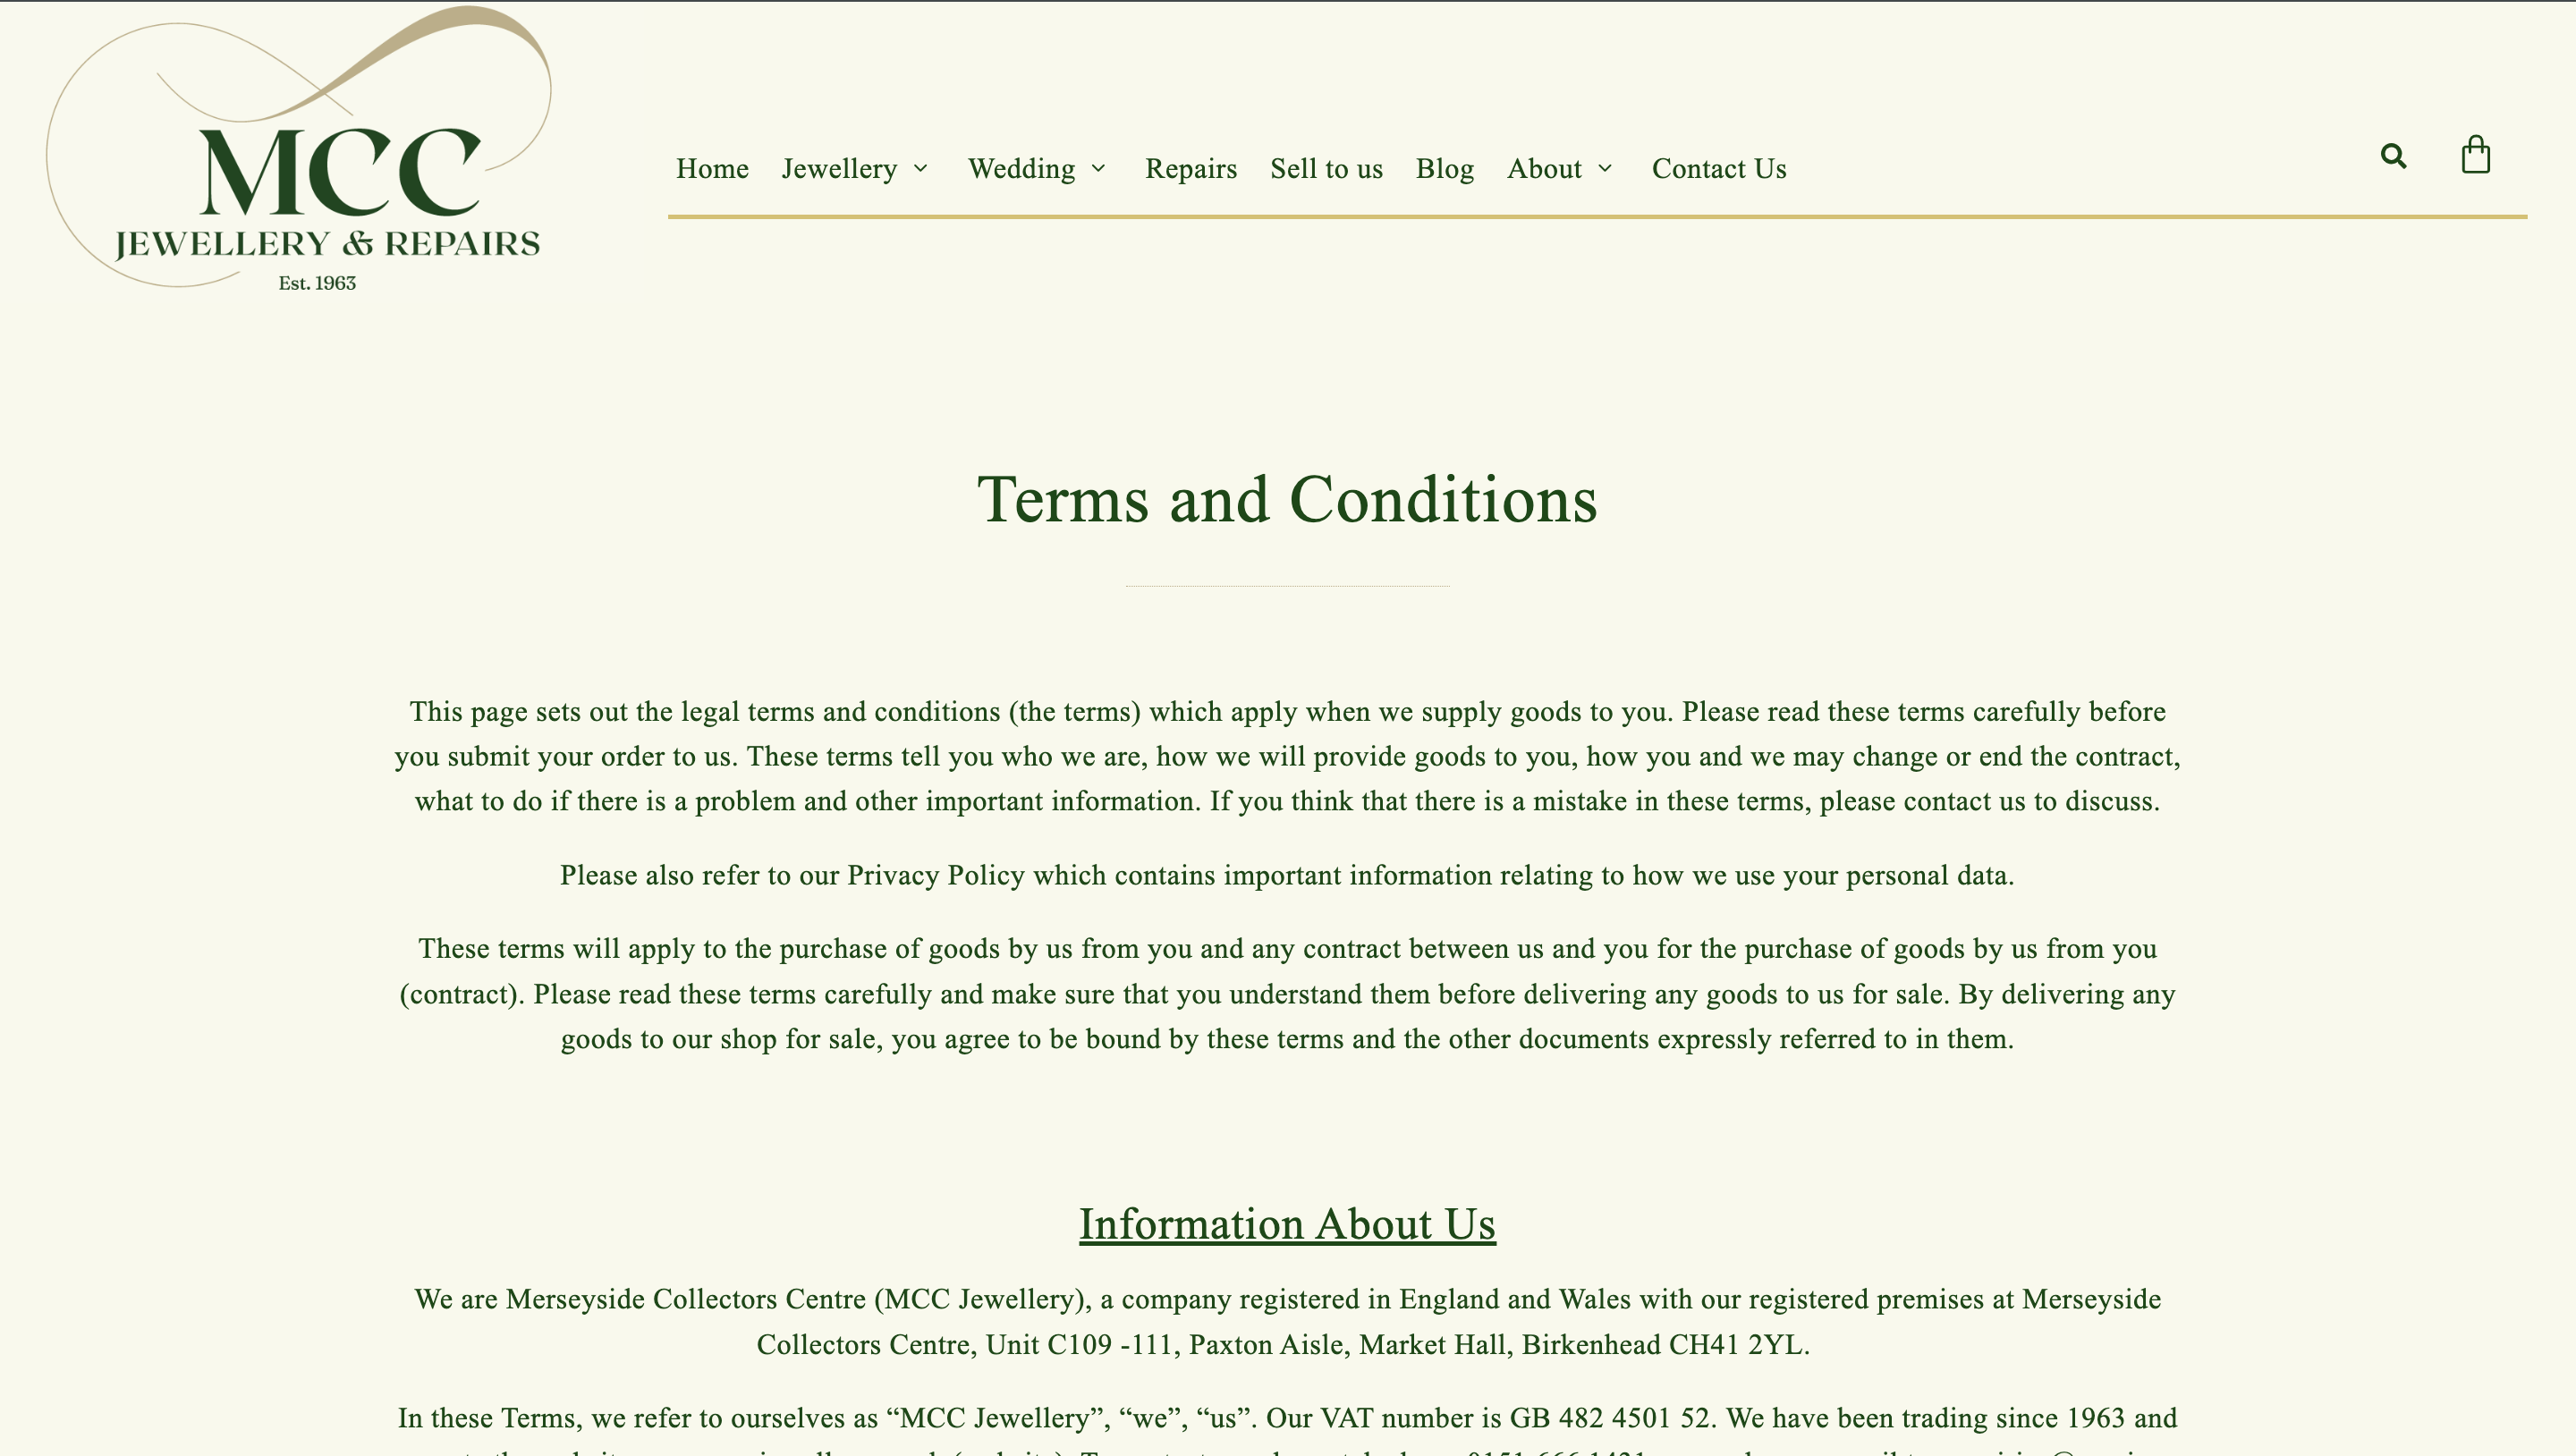 MCC
JEWELLERY & REPAIRS
Est. 1963
Home Jewellery Wedding Repairs Sell to us Blog About Contact Us
Terms and Conditions
This page sets out the legal terms and conditions (the terms) which apply when we supply goods to you. Please read these terms carefully before
you submit your order to us. These terms tell you who we are, how we will provide goods to you, how you and we may change or end the contract,
what to do if there is a problem and other important information. If you think that there is a mistake in these terms, please contact us to discuss.
Please also refer to our Privacy Policy which contains important information relating to how we use your personal data.
These terms will apply to the purchase of goods by us from you and any contract between us and you for the purchase of goods by us from you
(contract). Please read these terms carefully and make sure that you understand them before delivering any goods to us for sale. By delivering any
goods to our shop for sale, you agree to be bound by these terms and the other documents expressly referred to in them.
Information About Us
We are Merseyside Collectors Centre (MCC Jewellery), a company registered in England and Wales with our registered premises at Merseyside
Collectors Centre, Unit C109 -111, Paxton Aisle, Market Hall, Birkenhead CH41 2YL.
In these Terms, we refer to ourselves as “MCC Jewellery”, “we”, “us”. Our VAT number is GB 482 4501 52. We have been trading since 1963 and